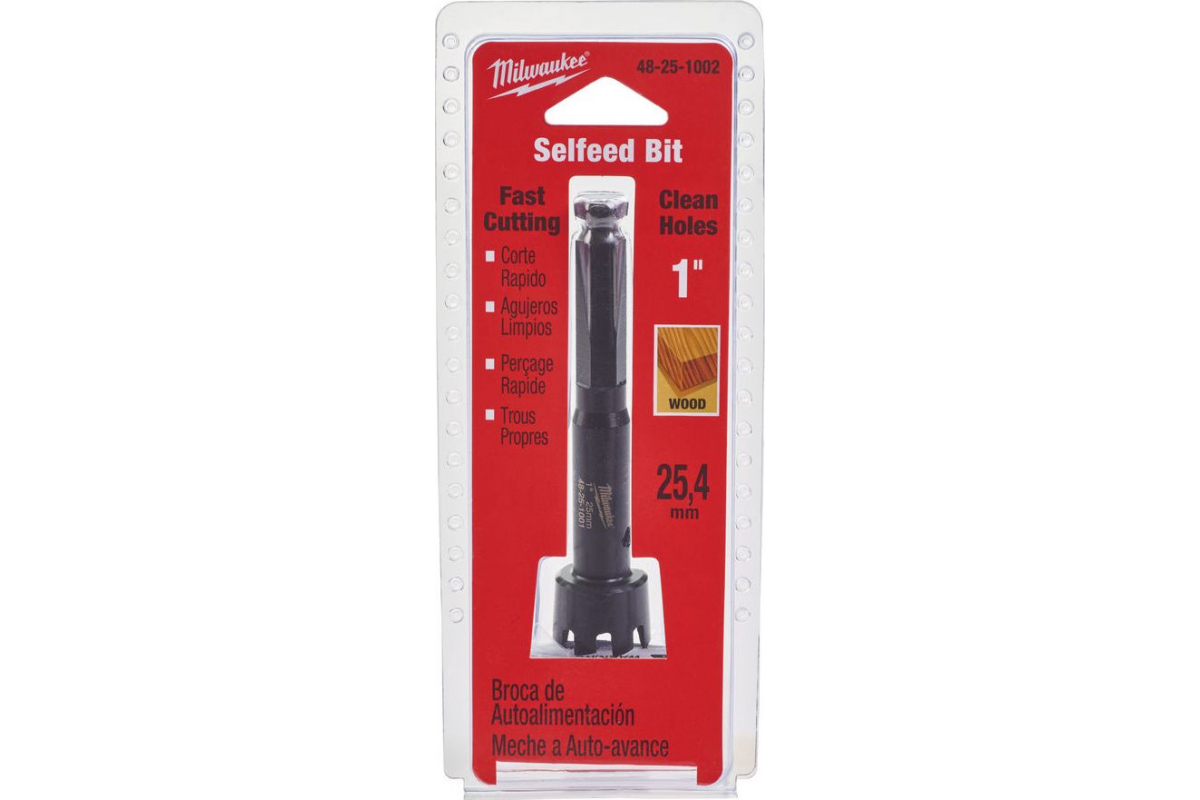 Milwaukee®
48-25-1002
Selfeed Bit
Fast
Cutting
Corte
Rapido
Agujeros
Limpios
Perçage
Rapide
Trous
Propres
Clean
Holes
1"
WOOD
25,4
mm
Milwaukee
1" 25mm
48-25-1001
Broca de
Autoalimentación
Meche a Auto-avance